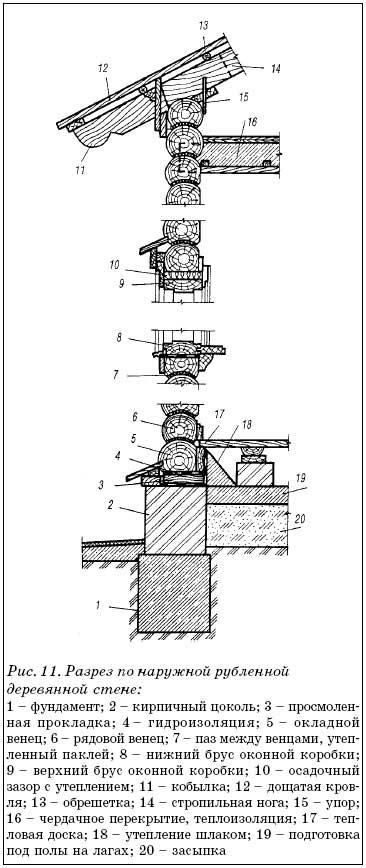 13
12
14
15
16
11
10
9
8
7
17
6
18
5
4
19
3
2
20
1
Рис. 11. Разрез по наружной рубленной
деревянной стене:
1 – фундамент; 2 – кирпичный цоколь; 3 – просмолен-
ная прокладка; 4 – гидроизоляция; 5 – окладной
венец; 6 – рядовой венец; 7 – паз между венцами, утеп-
ленный паклей; 8 – нижний брус оконной коробки;
9 – верхний брус оконной коробки; 10 – осадочный
зазор с утеплением; 11 – кобылка; 12 – дощатая кров-
ля; 13 – обрешетка; 14 – стропильная нога; 15 – упор;
16 – чердачное перекрытие, теплоизоляция; 17 – теп-
ловая доска; 18 – утепление шлаком; 19 – подготовка
под полы на лагах; 20 – засыпка